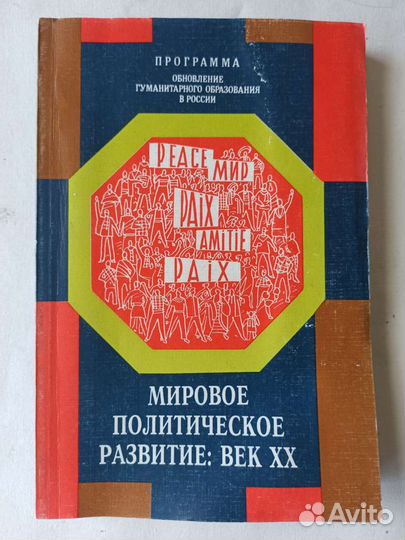 ПРОГРАММА
ОБНОВЛЕНИЕ
ГУМАНИТАРНОГО ОБРАЗОВАНИЯ
В РОССИИ
PEACE МИР
PAIX
AMITIE
PAIX
МИРОВОЕ
ПОЛИТИЧЕСКОЕ
РАЗВИТИЕ: ВЕК XX
Avito